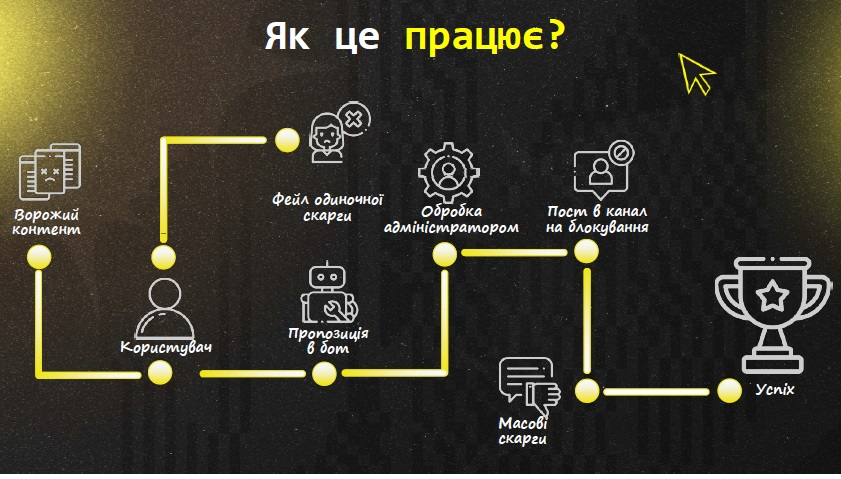 Як це працює?
Ворожий
контент
Фейл одиночної
скарги
Обробка
адміністратором
Пост в канал
на блокування
Користувач
Пропозиція
в бот
Масові
скарги
Успіх